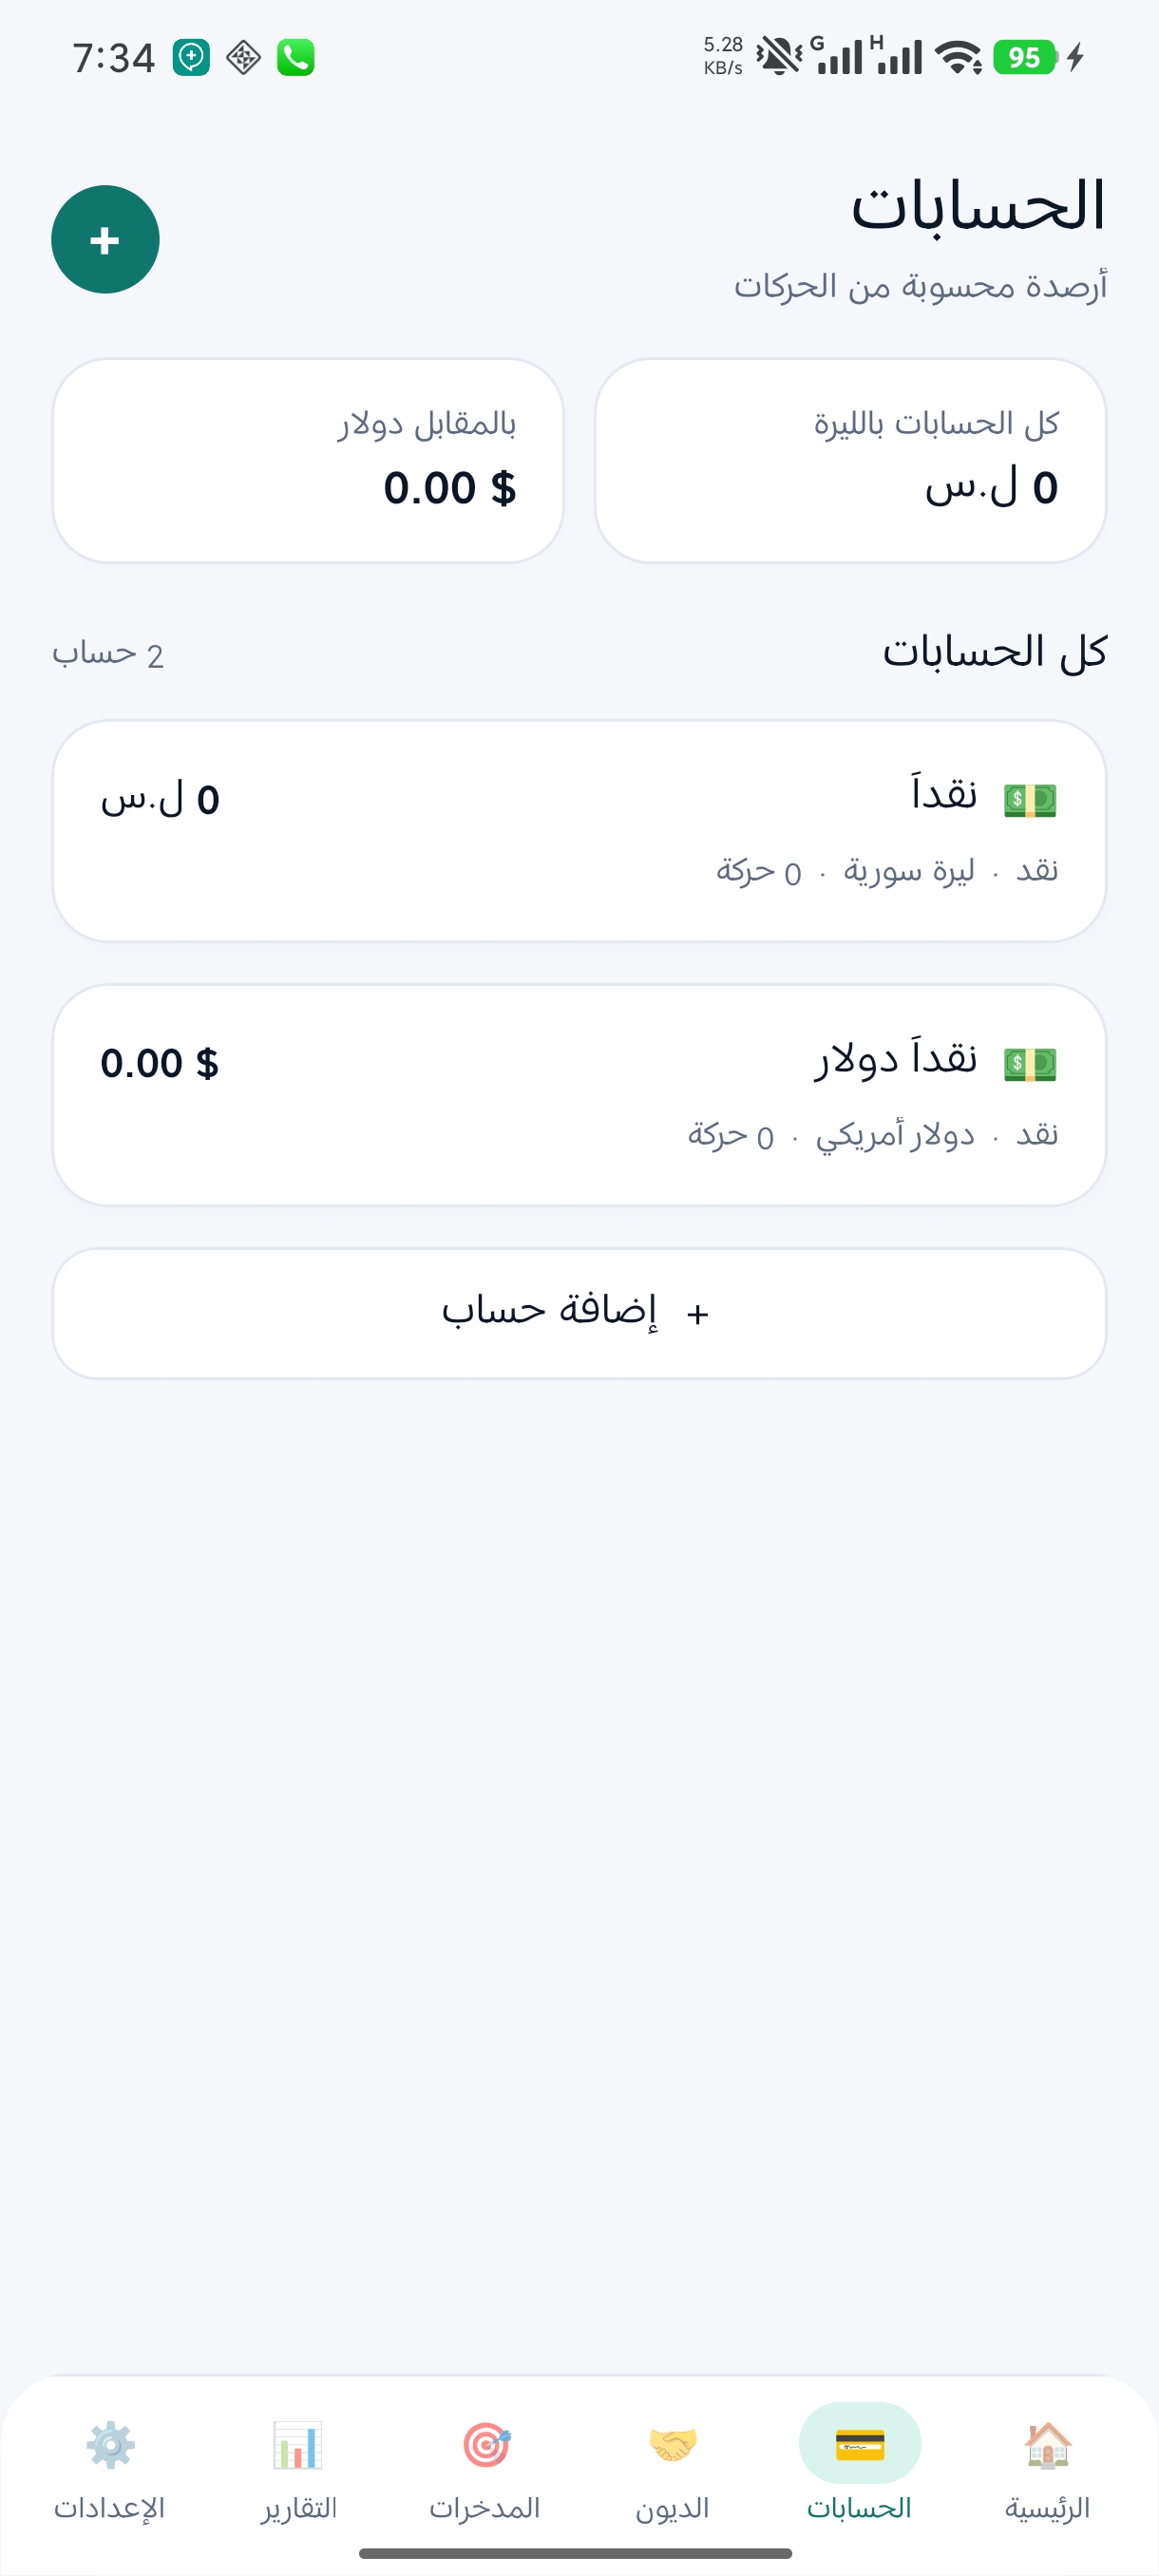 7:34
5.28 KB/s G H 95
الحسابات
+
أرصدة محسوبة من الحركات
كل الحسابات بالليرة
0 ل.س
بالمقابل دولار
0.00 $
كل الحسابات
2 حساب
نقداً
0 ل.س
نقد · ليرة سورية · 0 حركة
نقداً دولار
0.00 $
نقد · دولار أمريكي · 0 حركة
+ إضافة حساب
الرئيسية
الحسابات
الديون
المدخرات
التقارير
الإعدادات